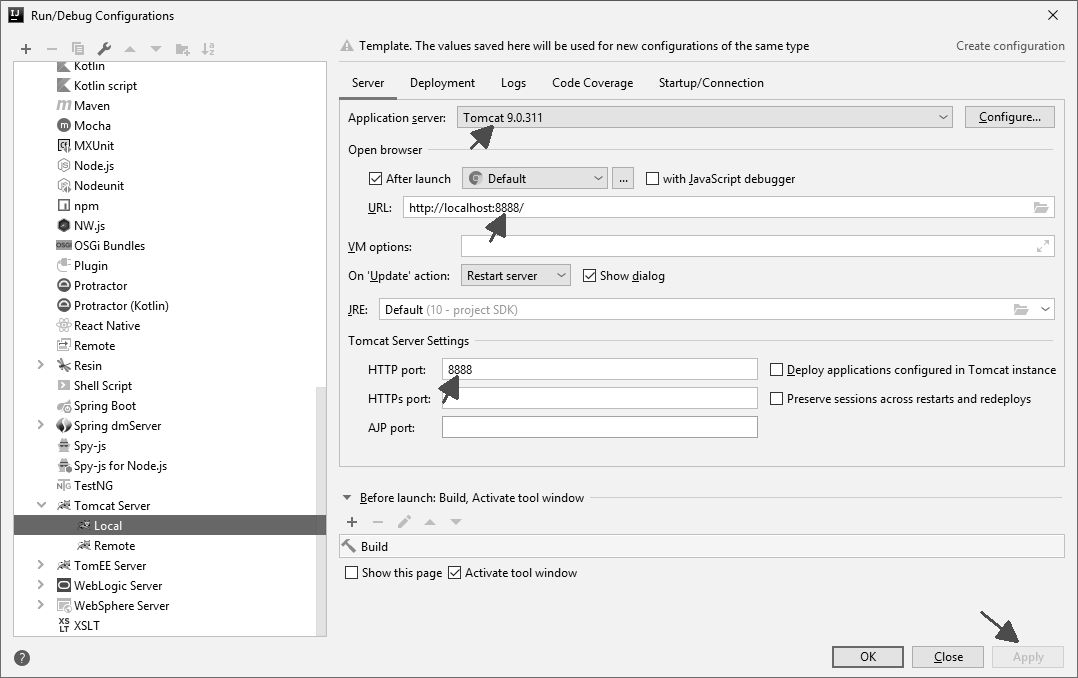 Run/Debug Configurations
Kotlin
Kotlin script
Maven
Mocha
MXUnit
Node.js
Nodeunit
npm
NW.js
OSGi Bundles
Plugin
Protractor
Protractor (Kotlin)
React Native
Remote
Resin
Shell Script
Spring Boot
Spring dmServer
Spy-js
Spy-js for Node.js
TestNG
Tomcat Server
Local
Remote
TomEE Server
WebLogic Server
WebSphere Server
XSLT
Template. The values saved here will be used for new configurations of the same type
Create configuration
Server Deployment Logs Code Coverage Startup/Connection
Application server: Tomcat 9.0.311 Configure...
Open browser
After launch Default ... with JavaScript debugger
URL: http://localhost:8888/
VM options:
On 'Update' action: Restart server Show dialog
JRE: Default (10 - project SDK)
Tomcat Server Settings
HTTP port: 8888 Deploy applications configured in Tomcat instance
HTTPs port: Preserve sessions across restarts and redeploys
AJP port:
Before launch: Build, Activate tool window
Build
Show this page Activate tool window
? OK Close Apply